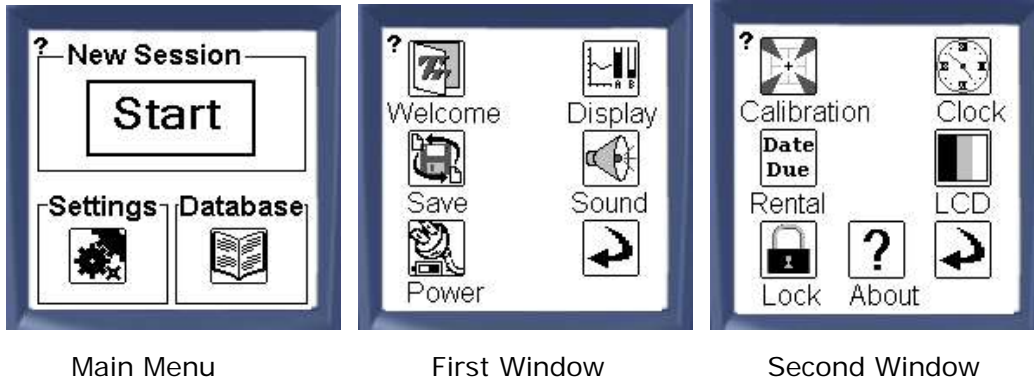 ? New Session
Start
Settings Database
Main Menu
?
Welcome Display
A B
Save Sound
Power
First Window
?
Calibration Clock
Date
Due
Rental LCD
?
Lock About
Second Window